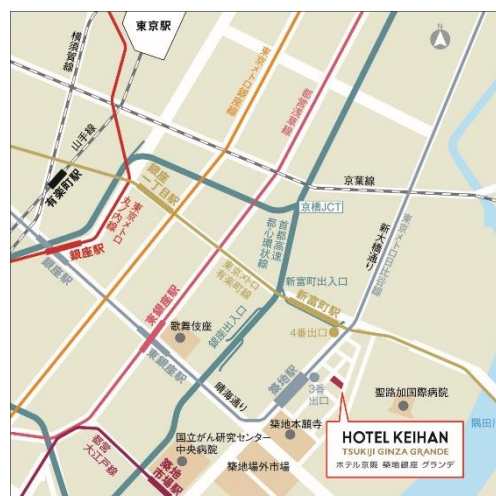 東京駅
横須賀線
山手線
有楽町駅
東京メトロ銀座線
都営浅草線
N
銀座
一丁目駅
京葉線
京橋JCT
東京メトロ
丸ノ内線
首都高速
都心環状線
新大橋通り
東京メトロ日比谷線
銀座駅
銀座駅
東京メトロ
有楽町線
新富町出入口
新富町駅
4番出口
東銀座駅
歌舞伎座
銀座出入口
東銀座駅
築地駅
3番
出口
聖路加国際病院
晴海通り
築地本願寺
隅田川
都営
大江戸線
国立がん研究センター
中央病院
築地
市場駅
築地場外市場
HOTEL KEIHAN
TSUKIJI GINZA GRANDE
ホテル京阪 築地銀座 グランデ